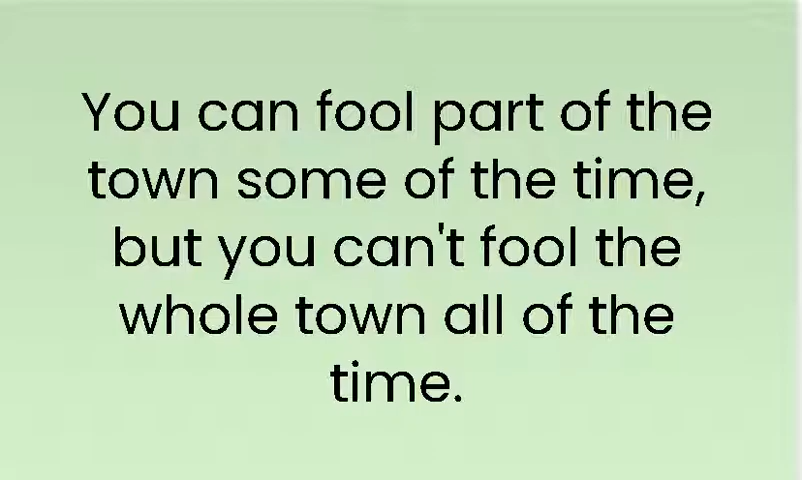 You can fool part of the
town some of the time,
but you can't fool the
whole town all of the
time.